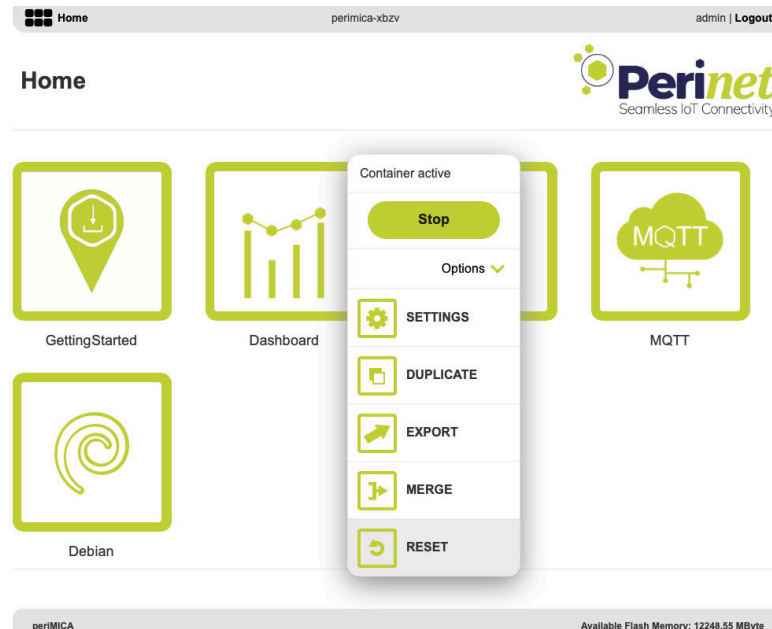 Home
perimica-xbzv
admin | Logout
Home
Perinet
Seamless IoT Connectivity
Container active
Stop
Options
SETTINGS
DUPLICATE
EXPORT
MERGE
RESET
MQTT
GettingStarted
Dashboard
MQTT
Debian
periMICA
Available Flash Memory: 12248.55 MByte